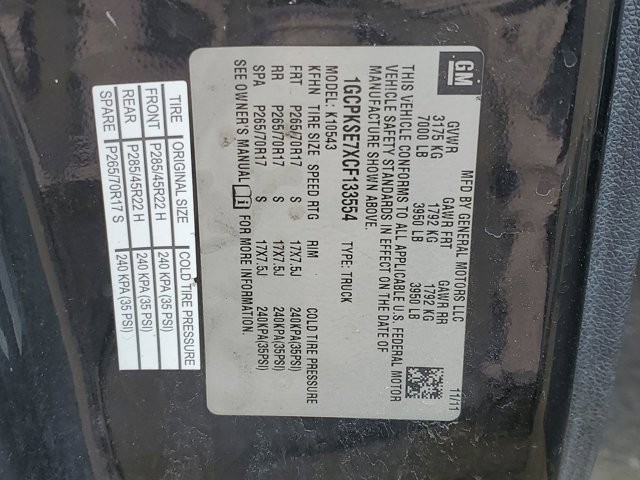 GM
MFD BY GENERAL MOTORS LLC 11/11
GVWR GAWR FRT GAWR RR
3175 KG 1792 KG 1792 KG
7000 LB 3950 LB 3950 LB
THIS VEHICLE CONFORMS TO ALL APPLICABLE U.S. FEDERAL MOTOR
VEHICLE SAFETY STANDARDS IN EFFECT ON THE DATE OF
MANUFACTURE SHOWN ABOVE.
1GCPKSE7XCF133554 TYPE: TRUCK
MODEL: K10543
KFHN TIRE SIZE SPEED RTG RIM COLD TIRE PRESSURE
FRT P265/70R17 S 17X7.5J 240KPA(35PSI)
RR P265/70R17 S 17X7.5J 240KPA(35PSI)
SPA P265/70R17 S 17X7.5J 240KPA(35PSI)
SEE OWNER'S MANUAL i FOR MORE INFORMATION.
TIRE ORIGINAL SIZE COLD TIRE PRESSURE
FRONT P285/45R22 H 240 KPA (35 PSI)
REAR P285/45R22 H 240 KPA (35 PSI)
SPARE P265/70R17 S 240 KPA (35 PSI)